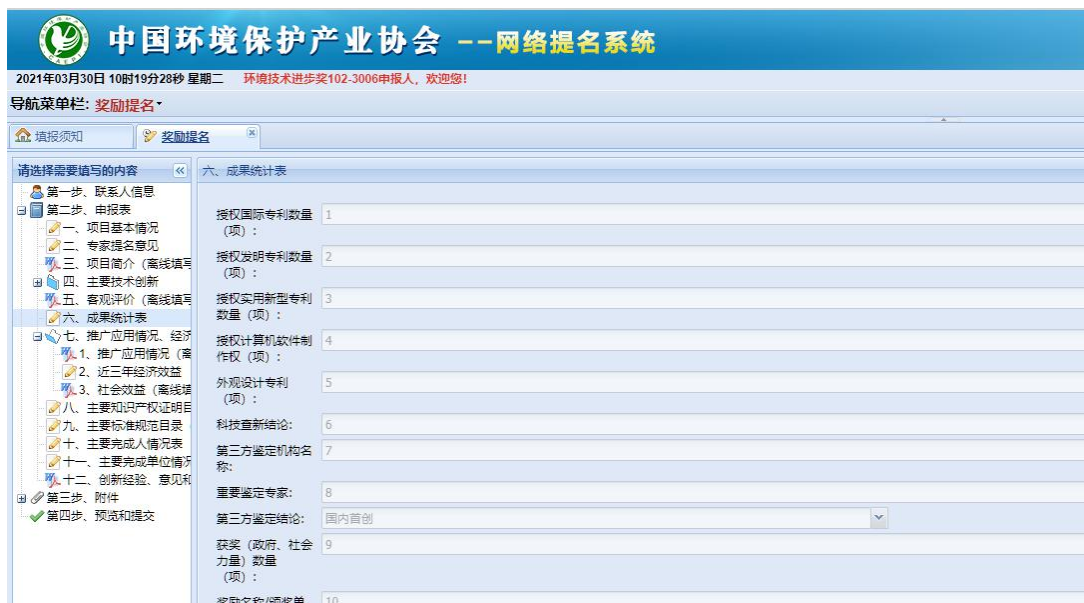 中国环境保护产业协会 --网络提名系统
2021年03月30日 10时19分28秒 星期二 环境技术进步奖102-3006申报人，欢迎您！
导航菜单栏: 奖励提名
填报须知 奖励提名
请选择需要填写的内容
第一步、联系人信息
第二步、申报表
一、项目基本情况
二、专家提名意见
三、项目简介（离线填写
四、主要技术创新
五、客观评价（离线填写
六、成果统计表
七、推广应用情况、经济
1、推广应用情况（离
2、近三年经济效益
3、社会效益（离线填
八、主要知识产权证明目
九、主要标准规范目录（
十、主要完成人情况表
十一、主要完成单位情况
十二、创新经验、意见和
第三步、附件
第四步、预览和提交
六、成果统计表
授权国际专利数量 1
（项）：
授权发明专利数量 2
（项）：
授权实用新型专利 3
数量（项）：
授权计算机软件制 4
作权（项）：
外观设计专利 5
（项）：
科技查新结论: 6
第三方鉴定机构名 7
称:
重要鉴定专家: 8
第三方鉴定结论: 国内首创
获奖（政府、社会 9
力量）数量
（项）：
奖励名称/颁奖单 10